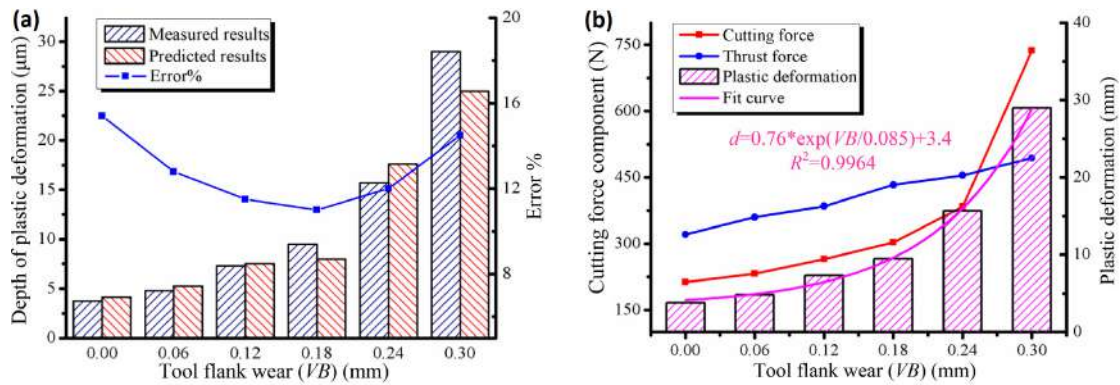 (a)
Measured results
Predicted results
Error%
Depth of plastic deformation (μm)
30
25
20
15
10
5
0
20
16
12
8
Error %
0.00 0.06 0.12 0.18 0.24 0.30
Tool flank wear (VB) (mm)
(b)
Cutting force
Thrust force
Plastic deformation
Fit curve
d=0.76*exp(VB/0.085)+3.4
R²=0.9964
Cutting force component (N)
750
600
450
300
150
40
30
20
10
0
Plastic deformation (mm)
0.00 0.06 0.12 0.18 0.24 0.30
Tool flank wear (VB) (mm)